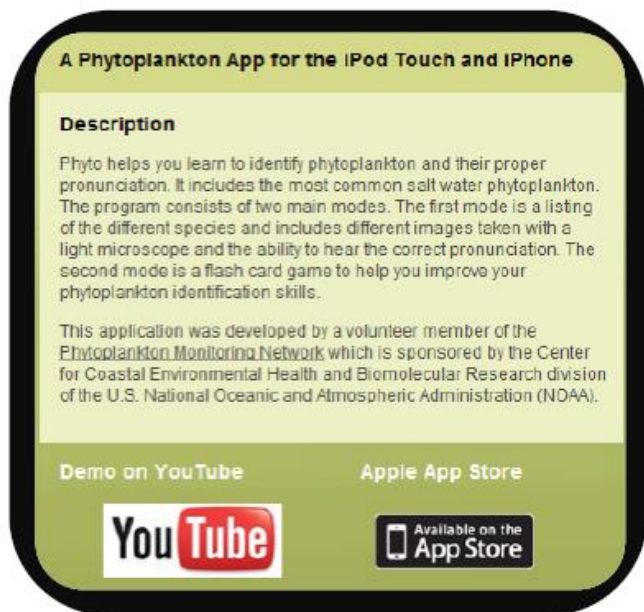 A Phytoplankton App for the iPod Touch and iPhone
Description
Phyto helps you learn to identify phytoplankton and their proper
pronunciation. It includes the most common salt water phytoplankton.
The program consists of two main modes. The first mode is a listing
of the different species and includes different images taken with a
light microscope and the ability to hear the correct pronunciation. The
second mode is a flash card game to help you improve your
phytoplankton identification skills.
This application was developed by a volunteer member of the
Phytoplankton Monitoring Network which is sponsored by the Center
for Coastal Environmental Health and Biomolecular Research division
of the U.S. National Oceanic and Atmospheric Administration (NOAA).
Demo on YouTube Apple App Store
YouTube
Available on the
App Store